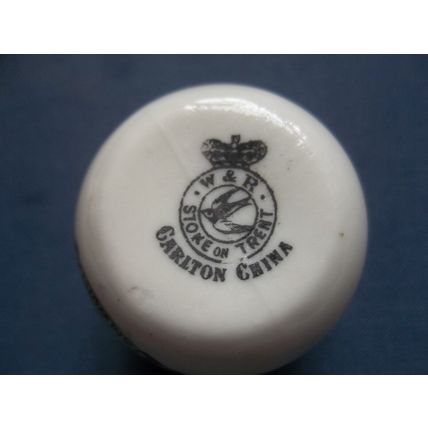 W & R
STOKE ON TRENT
CARLTON CHINA